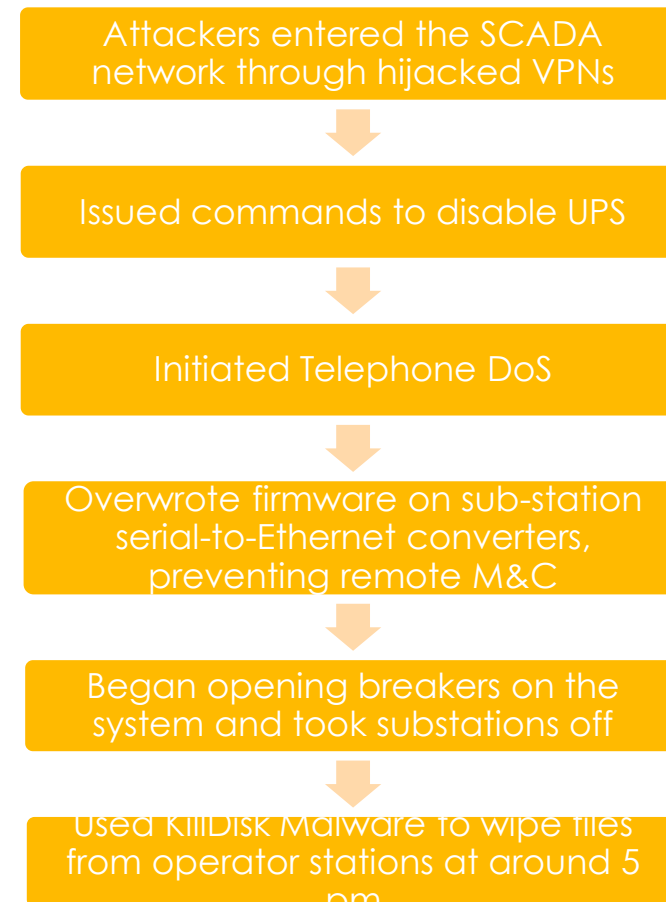 Attackers entered the SCADA
network through hijacked VPNs
Issued commands to disable UPS
Initiated Telephone DoS
Overwrote firmware on sub-station
serial-to-Ethernet converters,
preventing remote M&C
Began opening breakers on the
system and took substations off
Used KillDisk Malware to wipe files
from operator stations at around 5
pm